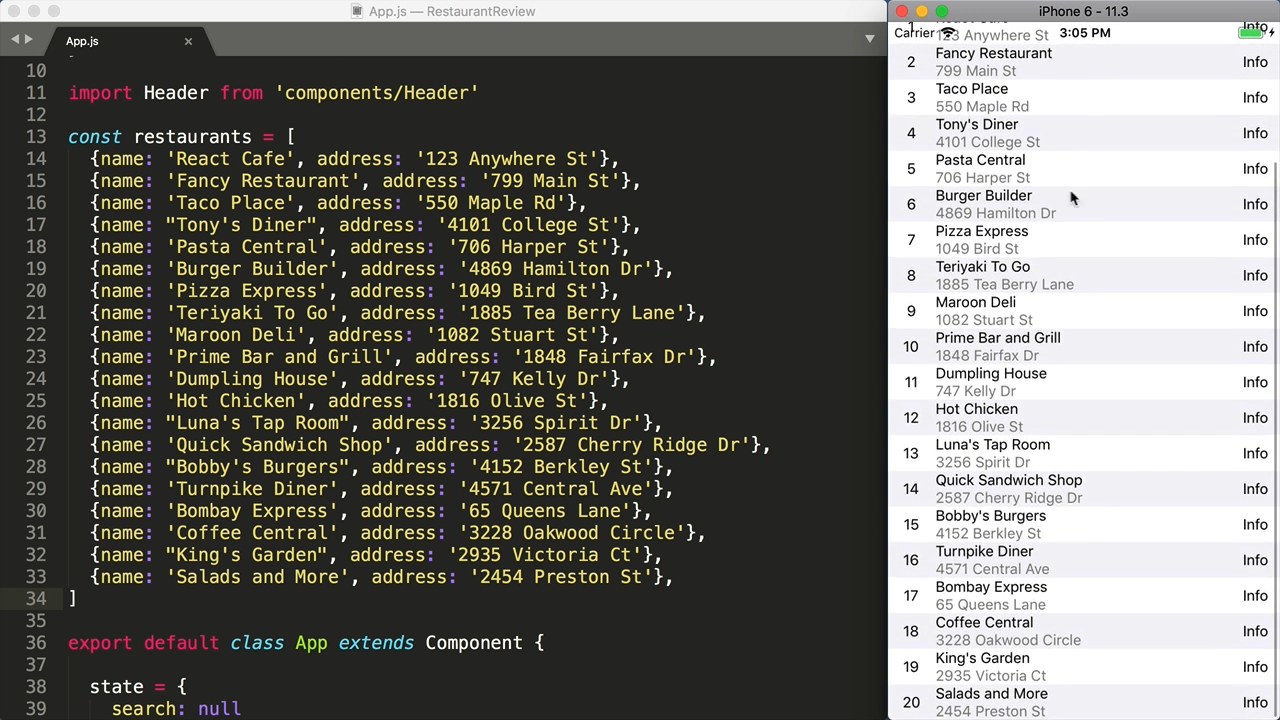 App.js — RestaurantReview
App.js ×
10
11 import Header from 'components/Header'
12
13 const restaurants = [
14 {name: 'React Cafe', address: '123 Anywhere St'},
15 {name: 'Fancy Restaurant', address: '799 Main St'},
16 {name: 'Taco Place', address: '550 Maple Rd'},
17 {name: "Tony's Diner", address: '4101 College St'},
18 {name: 'Pasta Central', address: '706 Harper St'},
19 {name: 'Burger Builder', address: '4869 Hamilton Dr'},
20 {name: 'Pizza Express', address: '1049 Bird St'},
21 {name: 'Teriyaki To Go', address: '1885 Tea Berry Lane'},
22 {name: 'Maroon Deli', address: '1082 Stuart St'},
23 {name: 'Prime Bar and Grill', address: '1848 Fairfax Dr'},
24 {name: 'Dumpling House', address: '747 Kelly Dr'},
25 {name: 'Hot Chicken', address: '1816 Olive St'},
26 {name: "Luna's Tap Room", address: '3256 Spirit Dr'},
27 {name: 'Quick Sandwich Shop', address: '2587 Cherry Ridge Dr'},
28 {name: "Bobby's Burgers", address: '4152 Berkley St'},
29 {name: 'Turnpike Diner', address: '4571 Central Ave'},
30 {name: 'Bombay Express', address: '65 Queens Lane'},
31 {name: 'Coffee Central', address: '3228 Oakwood Circle'},
32 {name: "King's Garden", address: '2935 Victoria Ct'},
33 {name: 'Salads and More', address: '2454 Preston St'},
34 ]
35
36 export default class App extends Component {
37
38 state = {
39 search: null
iPhone 6 - 11.3
Carrier 3:05 PM
1 React Cafe Info
123 Anywhere St
2 Fancy Restaurant Info
799 Main St
3 Taco Place Info
550 Maple Rd
4 Tony's Diner Info
4101 College St
5 Pasta Central Info
706 Harper St
6 Burger Builder Info
4869 Hamilton Dr
7 Pizza Express Info
1049 Bird St
8 Teriyaki To Go Info
1885 Tea Berry Lane
9 Maroon Deli Info
1082 Stuart St
10 Prime Bar and Grill Info
1848 Fairfax Dr
11 Dumpling House Info
747 Kelly Dr
12 Hot Chicken Info
1816 Olive St
13 Luna's Tap Room Info
3256 Spirit Dr
14 Quick Sandwich Shop Info
2587 Cherry Ridge Dr
15 Bobby's Burgers Info
4152 Berkley St
16 Turnpike Diner Info
4571 Central Ave
17 Bombay Express Info
65 Queens Lane
18 Coffee Central Info
3228 Oakwood Circle
19 King's Garden Info
2935 Victoria Ct
20 Salads and More Info
2454 Preston St